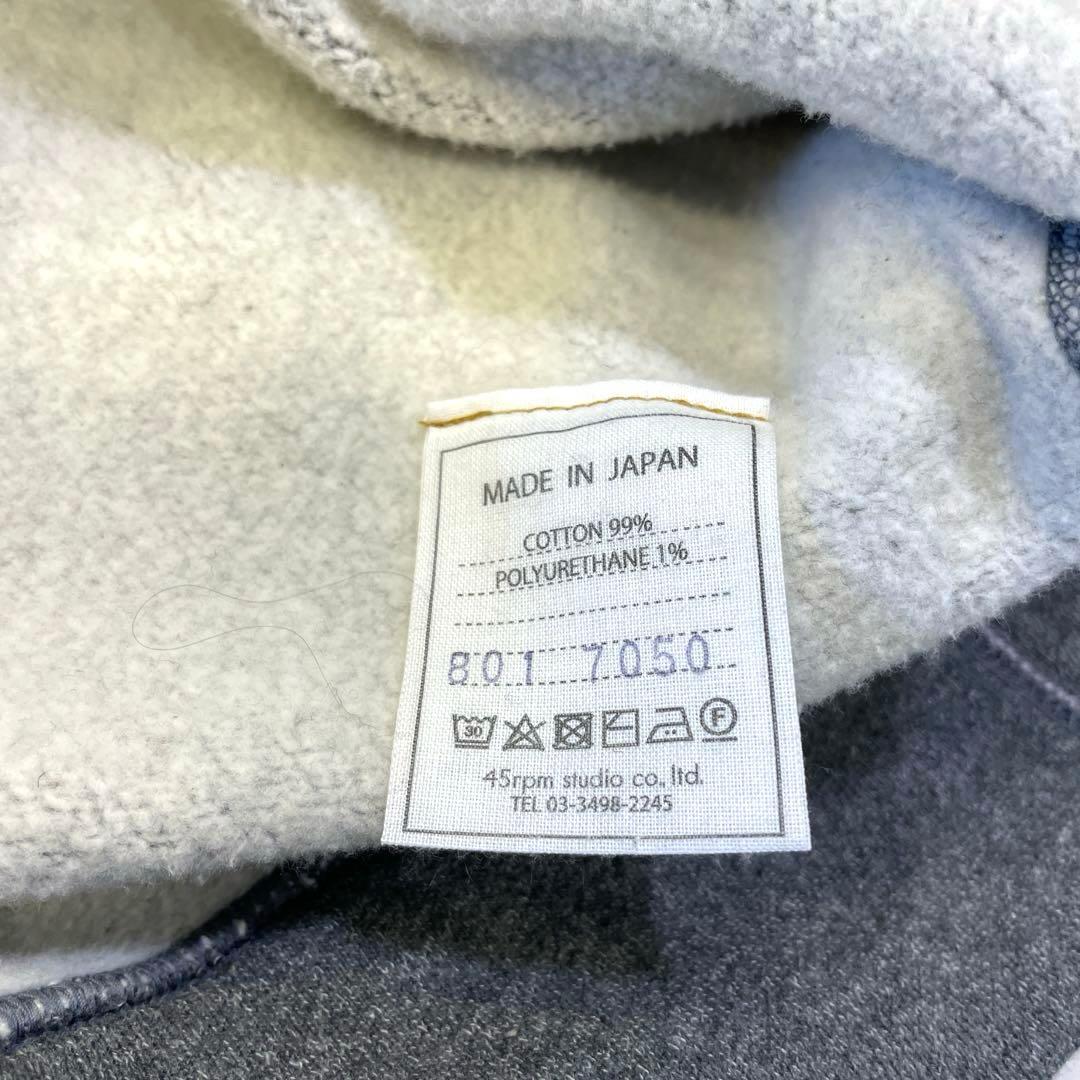 MADE IN JAPAN
COTTON 99%
POLYURETHANE 1%
801 7050
30 F
45rpm studio co., ltd.
TEL 03-3498-2245